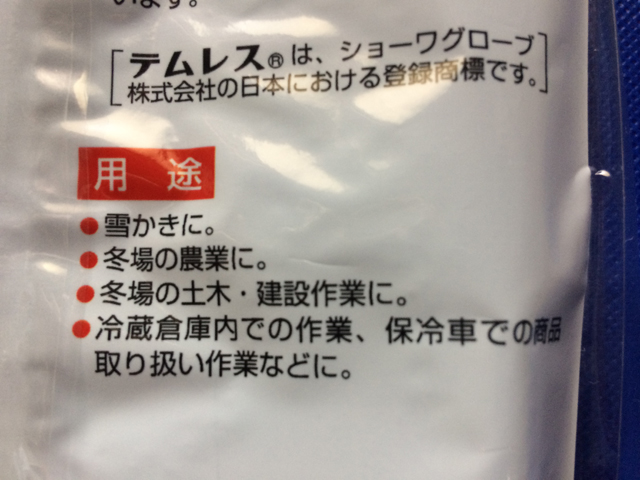 います。
[テムレス®は、ショーワグローブ
株式会社の日本における登録商標です。]
用途
●雪かきに。
●冬場の農業に。
●冬場の土木・建設作業に。
●冷蔵倉庫内での作業、保冷車での商品
取り扱い作業などに。